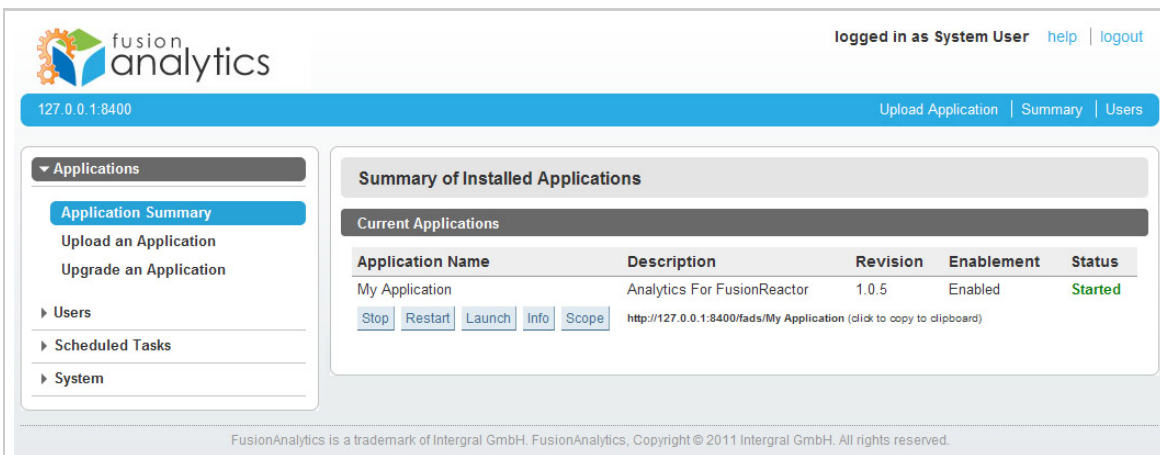 fusion
analytics
logged in as System User help | logout
127.0.0.1:8400
Upload Application | Summary | Users
Applications
Application Summary
Upload an Application
Upgrade an Application
Users
Scheduled Tasks
System
Summary of Installed Applications
Current Applications
Application Name Description Revision Enablement Status
My Application Analytics For FusionReactor 1.0.5 Enabled Started
Stop Restart Launch Info Scope http://127.0.0.1:8400/fads/My Application (click to copy to clipboard)
FusionAnalytics is a trademark of Intergral GmbH. FusionAnalytics, Copyright © 2011 Intergral GmbH. All rights reserved.